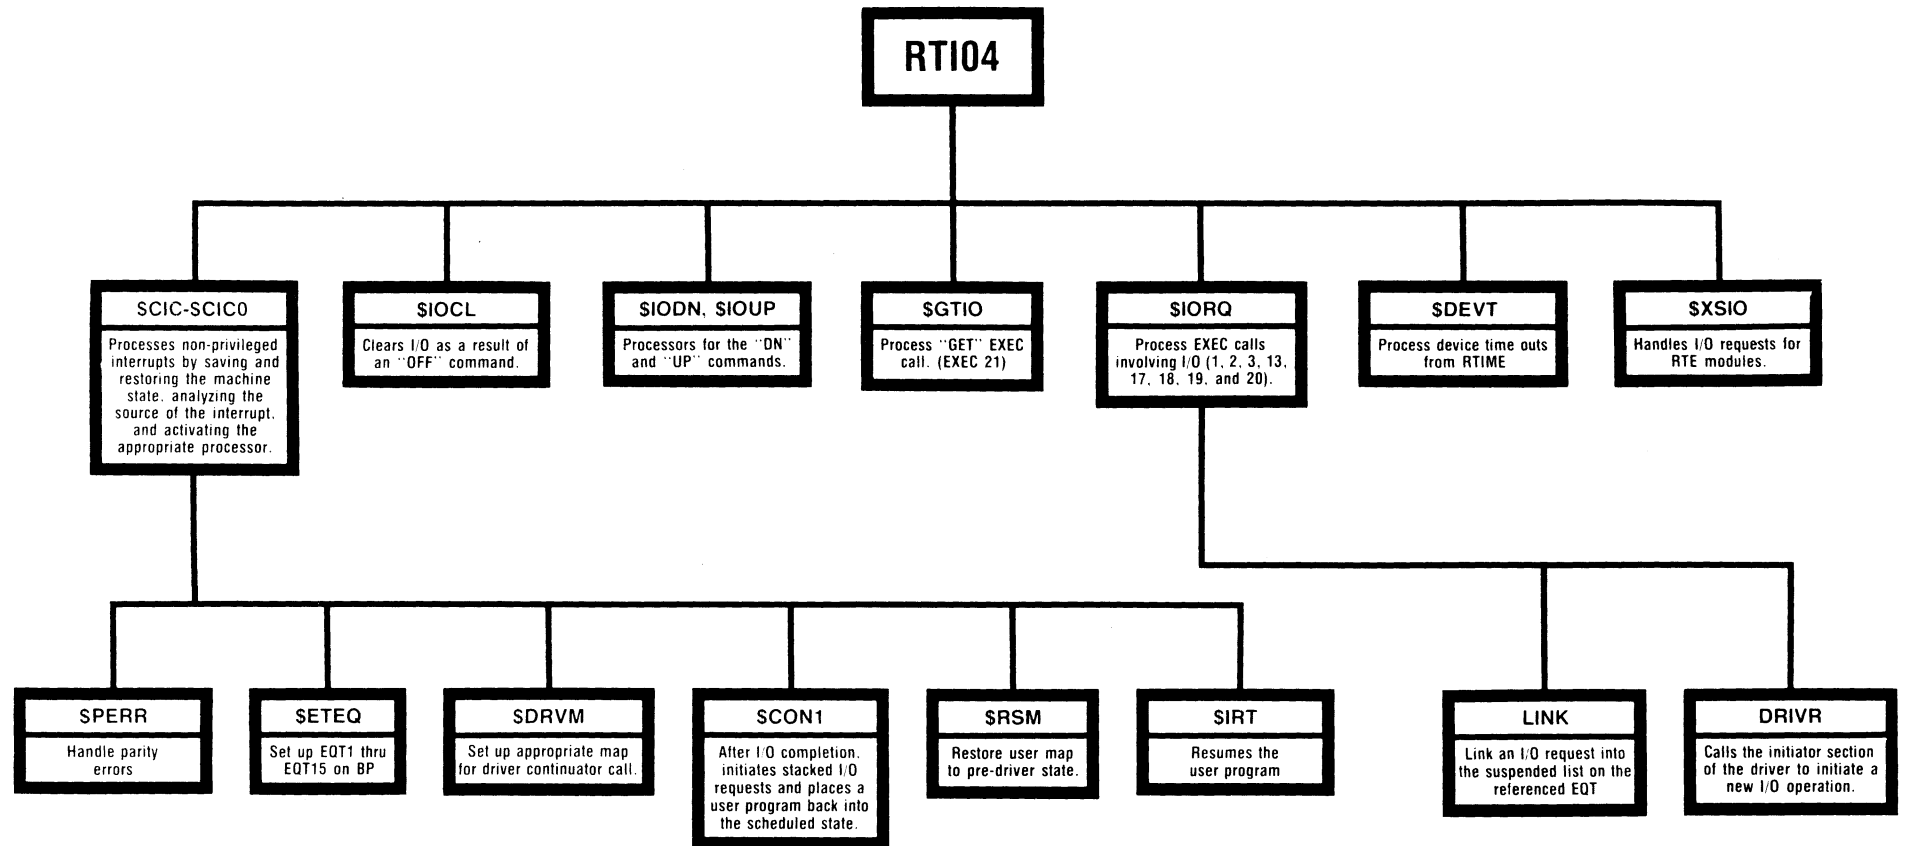 RTIO4
$CIC-$CIC0
Processes non-privileged
interrupts by saving and
restoring the machine
state, analyzing the
source of the interrupt,
and activating the
appropriate processor.
$IOCL
Clears I/O as a result of
an "OFF" command.
$IODN, $IOUP
Processors for the "DN"
and "UP" commands.
$GTIO
Process "GET" EXEC
call. (EXEC 21)
$IORQ
Process EXEC calls
involving I/O (1, 2, 3, 13,
17, 18, 19, and 20).
$DEVT
Process device time outs
from RTIME
$XSIO
Handles I/O requests for
RTE modules.
$PERR
Handle parity
errors
$ETEQ
Set up EQT1 thru
EQT15 on BP
$DRVM
Set up appropriate map
for driver continuator call.
$CON1
After I/O completion,
initiates stacked I/O
requests and places a
user program back into
the scheduled state.
$RSM
Restore user map
to pre-driver state.
$IRT
Resumes the
user program
LINK
Link an I/O request into
the suspended list on the
referenced EQT
DRIVR
Calls the initiator section
of the driver to initiate a
new I/O operation.